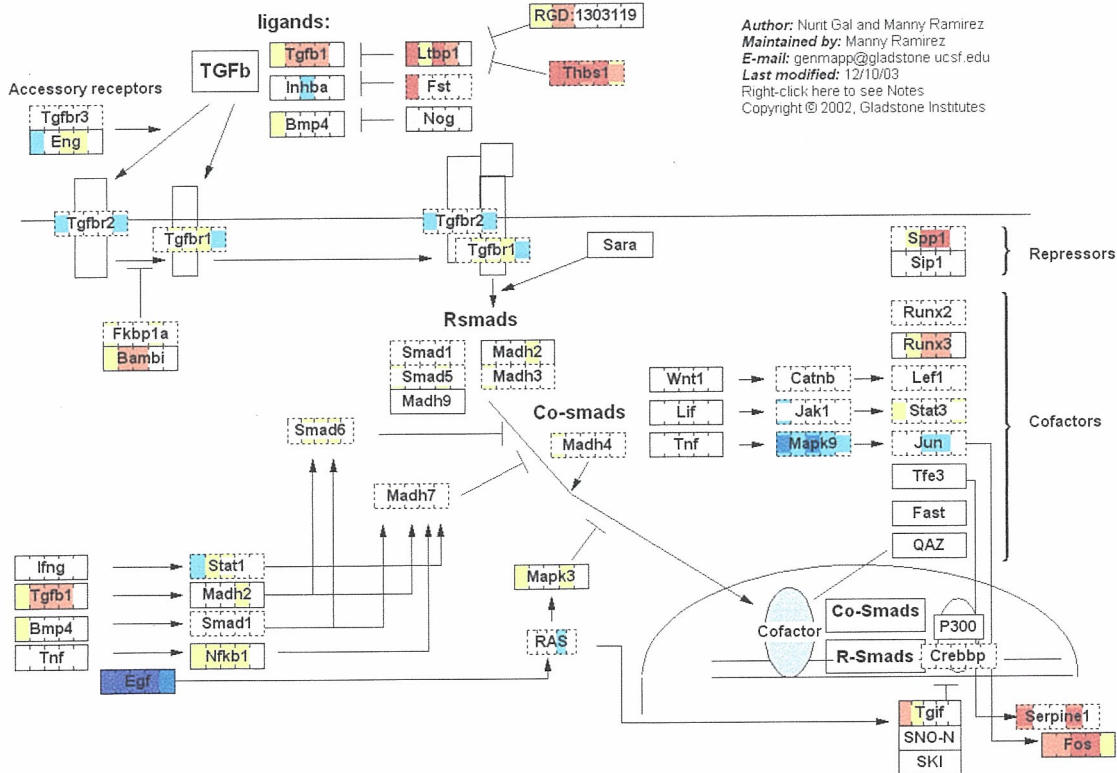 ligands:
RGD:1303119
Author: Nunt Gal and Manny Ramirez
Maintained by: Manny Ramirez
E-mail: genmapp@gladstone ucsf.edu
Last modified: 12/10/03
Right-click here to see Notes
Copyright © 2002, Gladstone Institutes
TGFb
Tgfb1
Ltbp1
Thbs1
Inhba
Fst
Bmp4
Nog
Accessory receptors
Tgfbr3
Eng
Tgfbr2
Tgfbr1
Tgfbr2
Tgfbr1
Sara
Spp1
Sip1
Repressors
Fkbp1a
Bambi
Rsmads
Smad1
Smad5
Madh9
Madh2
Madh3
Co-smads
Madh4
Wnt1
Catnb
Lif
Jak1
Tnf
Mapk9
Runx2
Runx3
Lef1
Stat3
Jun
Tfe3
Fast
QAZ
Cofactors
Smad6
Madh7
Ifng
Stat1
Tgfb1
Madh2
Bmp4
Smad1
Tnf
Nfkb1
Egf
Mapk3
RAS
Cofactor
Co-Smads
R-Smads
P300
Crebbp
Tgif
SNO-N
SKI
Serpine1
Fos